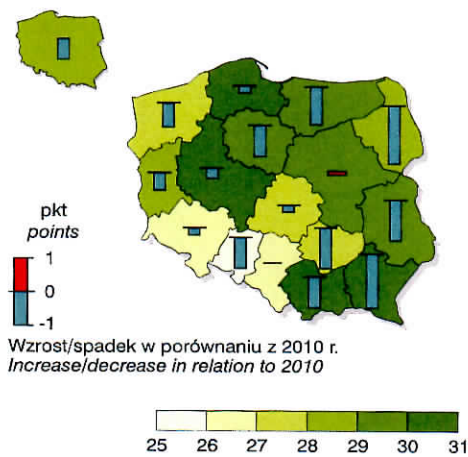 pkt
points
1
0
-1
Wzrost/spadek w porównaniu z 2010 r.
Increase/decrease in relation to 2010
25 26 27 28 29 30 31